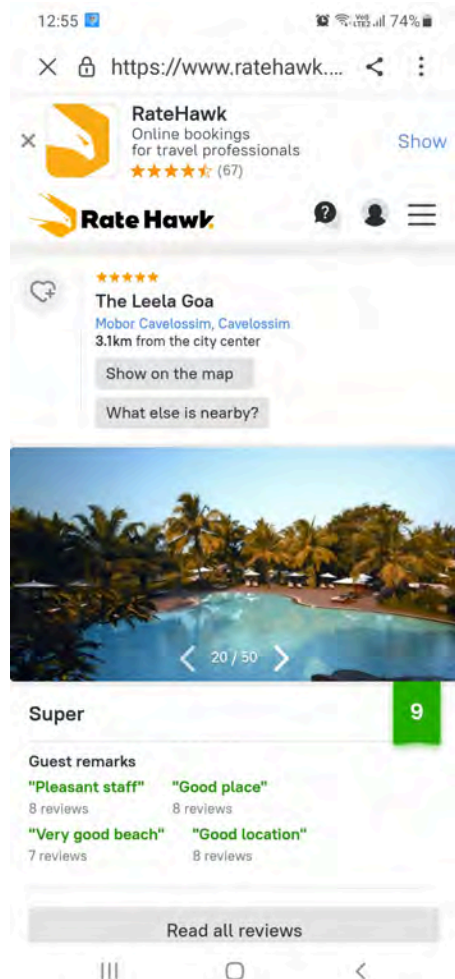 12:55
Vo9 LTE2 74%
https://www.ratehawk....
RateHawk
Online bookings
for travel professionals
Show
(67)
Rate Hawk.
The Leela Goa
Mobor Cavelossim, Cavelossim
3.1km from the city center
Show on the map
What else is nearby?
20 / 50
Super
9
Guest remarks
"Pleasant staff" "Good place"
8 reviews 8 reviews
"Very good beach" "Good location"
7 reviews 8 reviews
Read all reviews